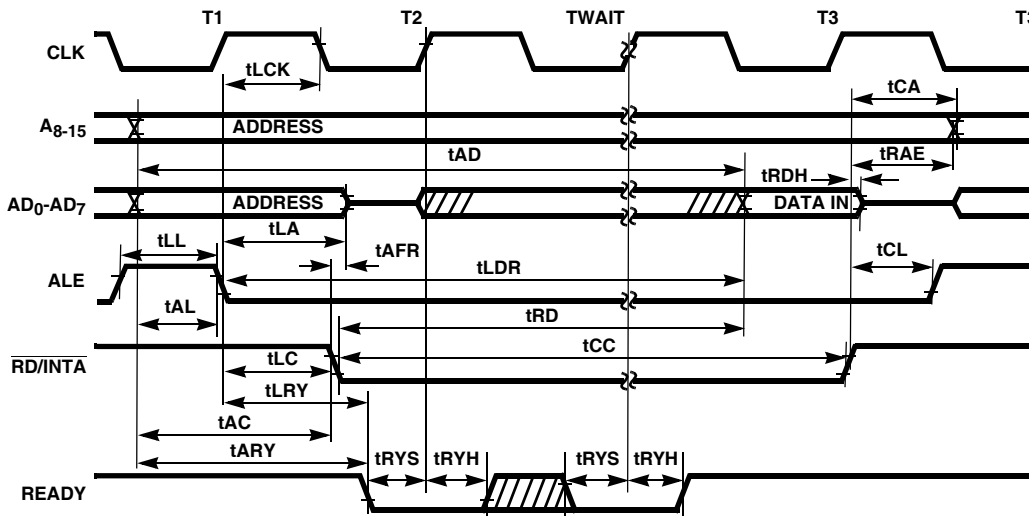 T1 T2 TWAIT T3 T3
CLK
tLCK
tCA
A8-15 ADDRESS
tAD
tRAE
tRDH
AD0-AD7 ADDRESS DATA IN
tLL tLA
tAFR
tLDR
tCL
ALE
tAL
tRD
RD/INTA
tLC
tCC
tLRY
tAC
tARY
tRYS tRYH tRYS tRYH
READY